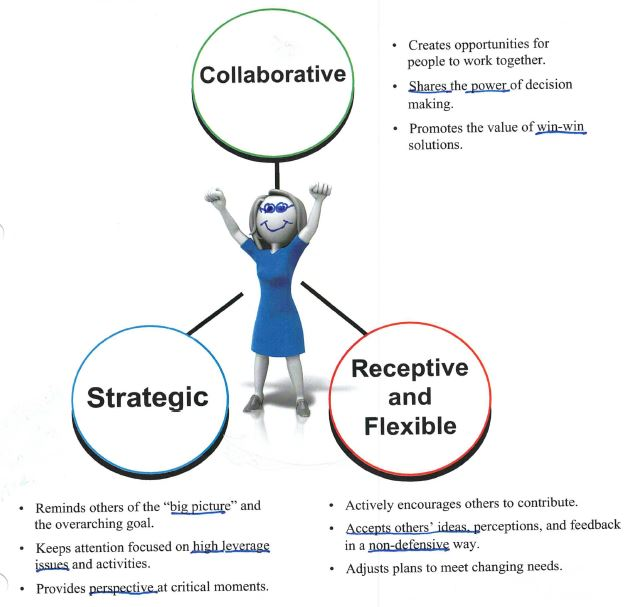 Collaborative
• Creates opportunities for
people to work together.
• Shares the power of decision
making.
• Promotes the value of win-win
solutions.
Strategic
Receptive
and
Flexible
• Reminds others of the “big picture” and
the overarching goal.
• Keeps attention focused on high leverage
issues and activities.
• Provides perspective at critical moments.
• Actively encourages others to contribute.
• Accepts others’ ideas, perceptions, and feedback
in a non-defensive way.
• Adjusts plans to meet changing needs.